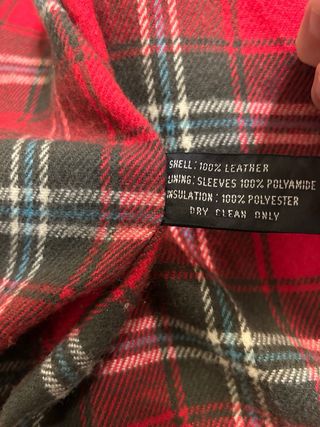 SHELL: 100% LEATHER
LINING: SLEEVES 100% POLYAMIDE
INSULATION: 100% POLYESTER
DRY CLEAN ONLY